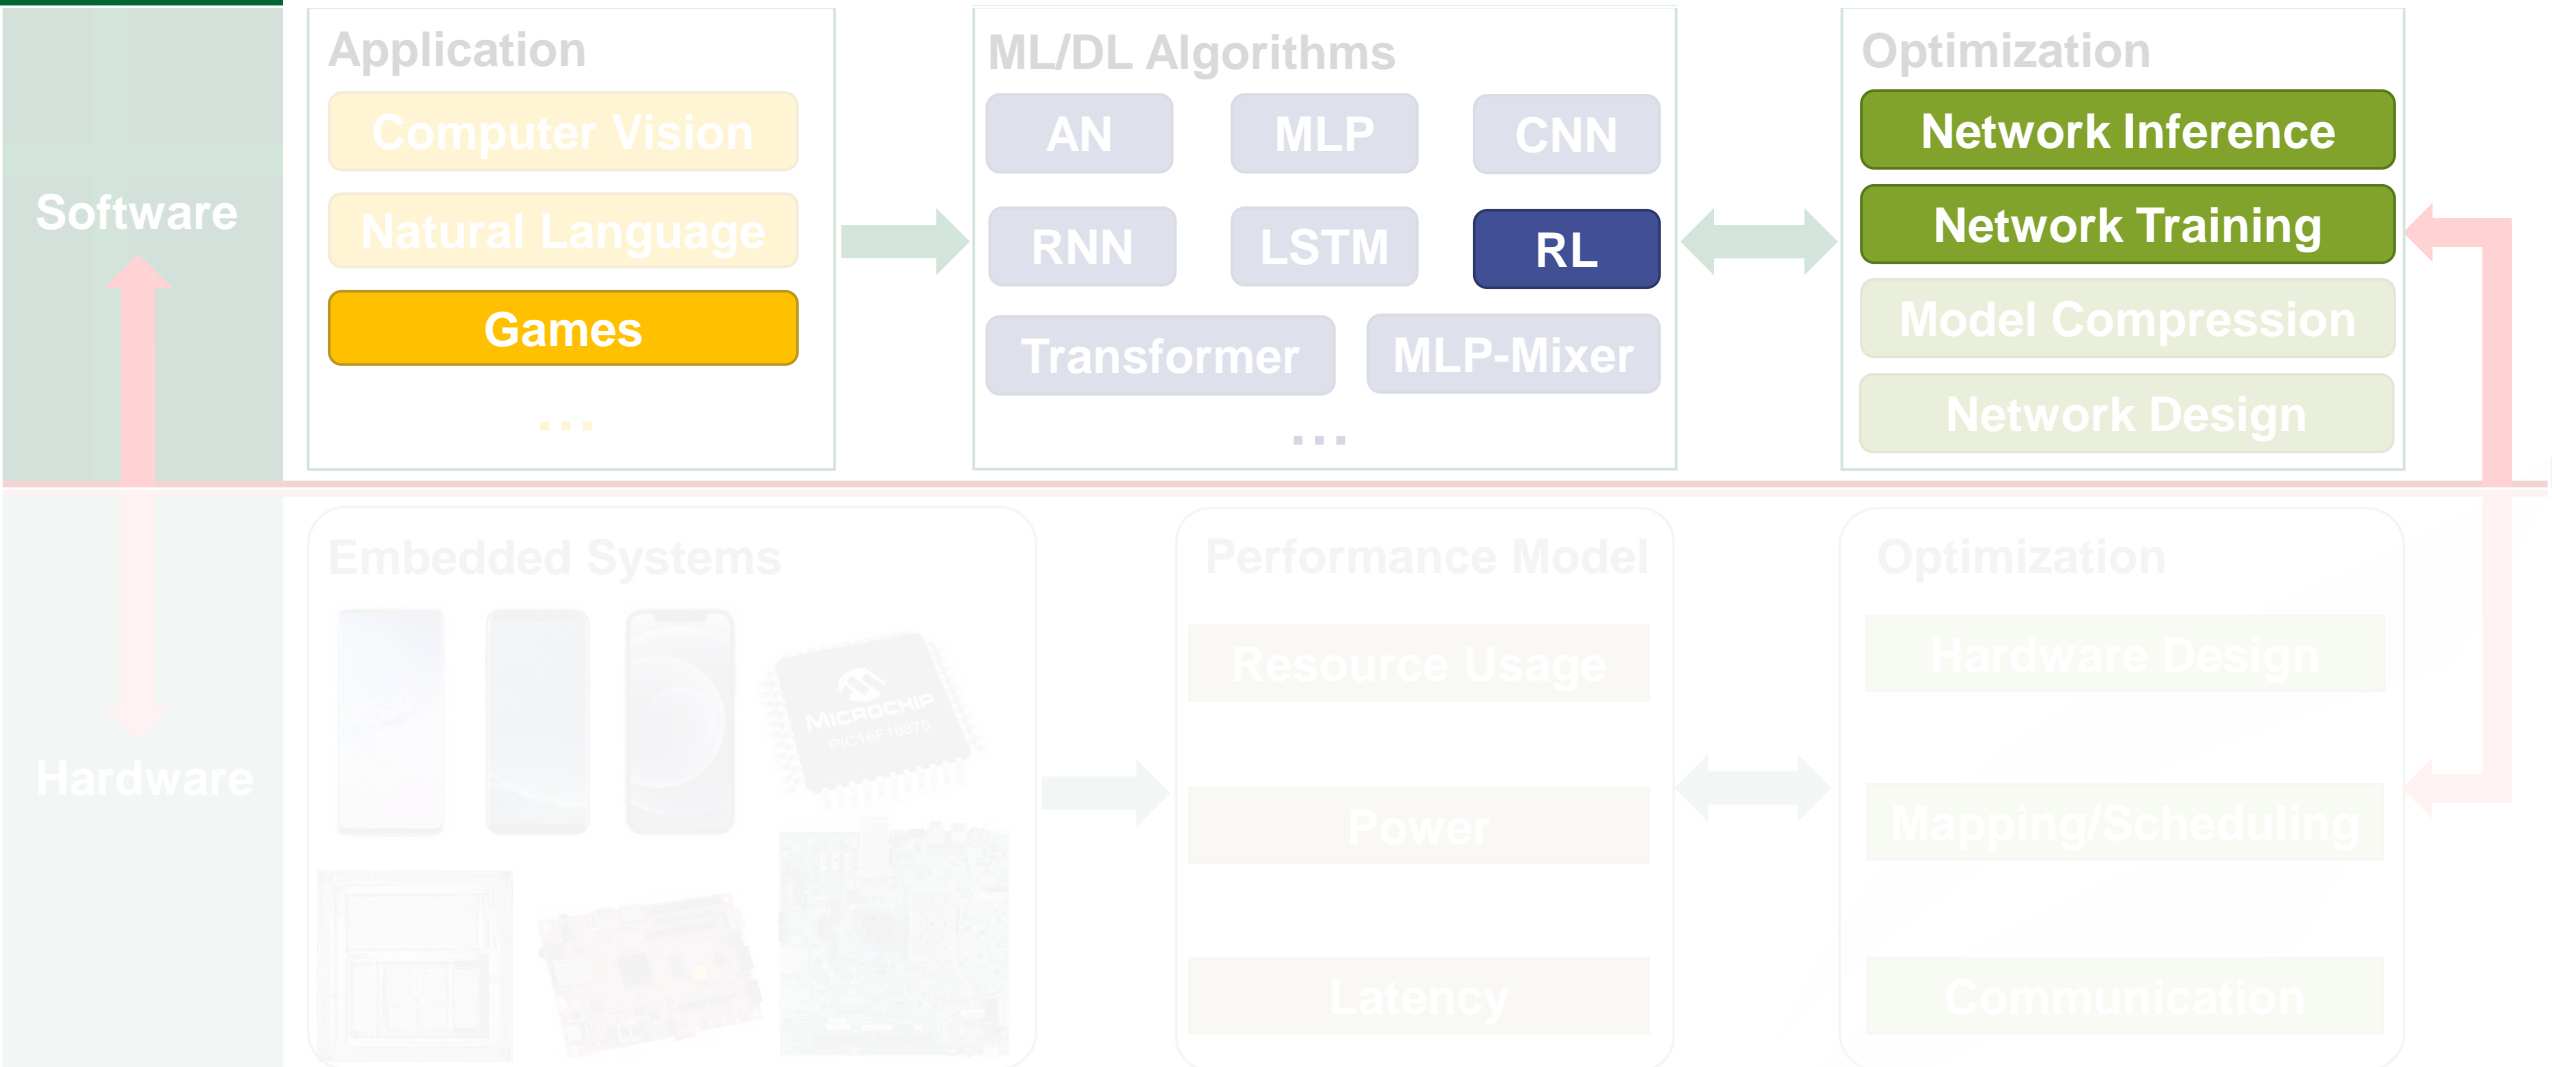 Application
Computer Vision
Natural Language
Games
...
ML/DL Algorithms
AN MLP CNN
RNN LSTM RL
Transformer MLP-Mixer
...
Optimization
Network Inference
Network Training
Model Compression
Network Design
Software
Hardware
Embedded Systems
MICROCHIP
PIC16F18875
Performance Model
Resource Usage
Power
Latency
Optimization
Hardware Design
Mapping/Scheduling
Communication